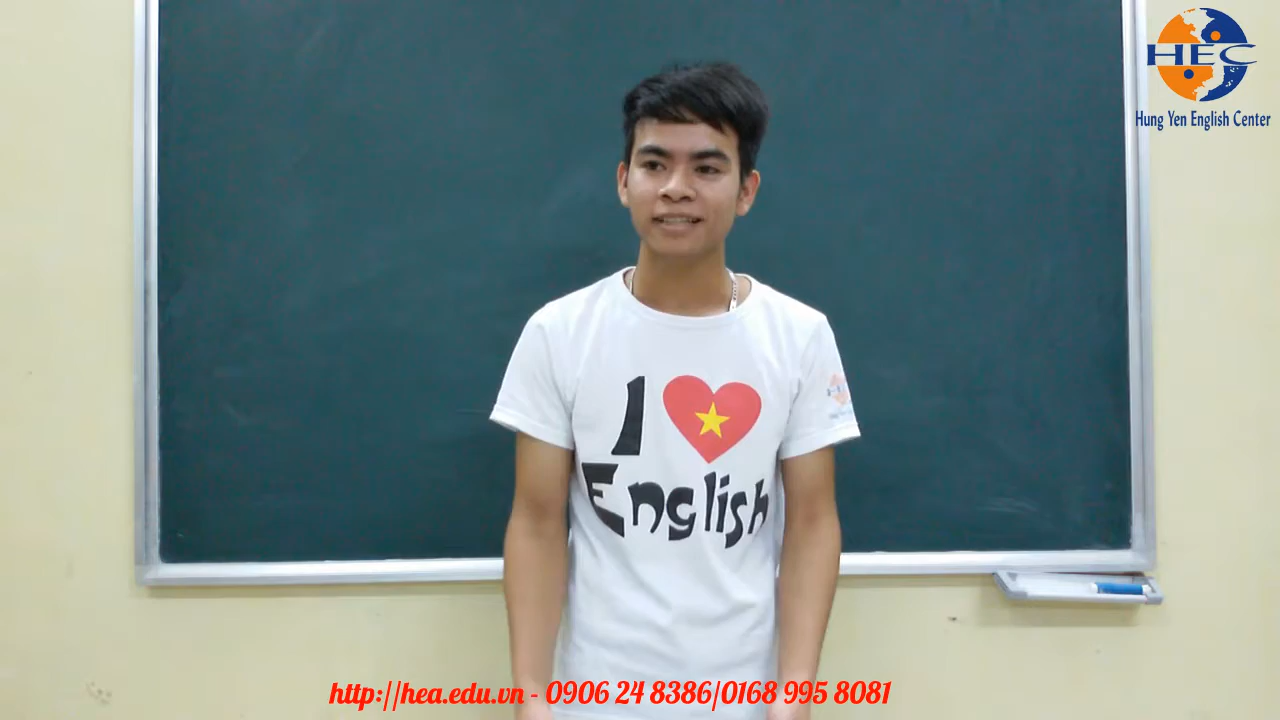 HEC
Hung Yen English Center
I
English
http://hea.edu.vn - 0906 24 8386/0168 995 8081